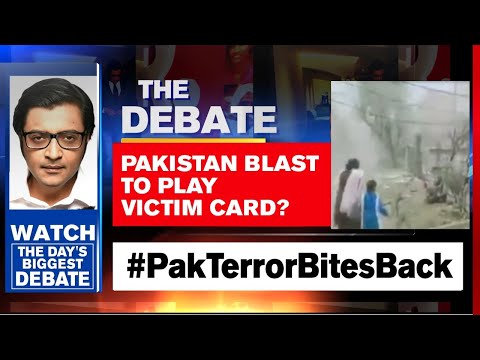 THE
DEBATE
PAKISTAN BLAST
TO PLAY
VICTIM CARD?
WATCH
THE DAY'S
BIGGEST
DEBATE
#PakTerrorBitesBack